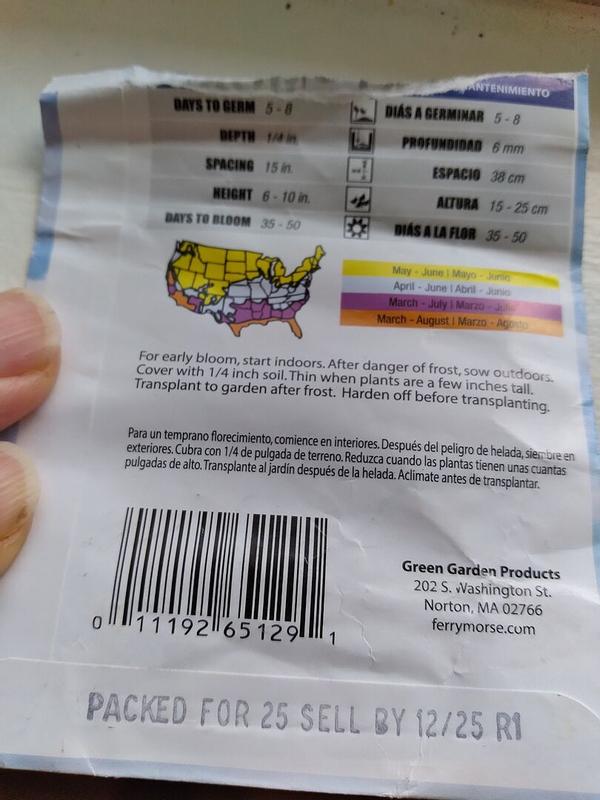 ANTENIMIENTO
DAYS TO GERM 5 - 8 DIÁS A GERMINAR 5 - 8
DEPTH 1/4 in. PROFUNDIDAD 6 mm
SPACING 15 in. ESPACIO 38 cm
HEIGHT 6 - 10 in. ALTURA 15 - 25 cm
DAYS TO BLOOM 35 - 50 DIÁS A LA FLOR 35 - 50
May - June | Mayo - Junio
April - June | Abril - Junio
March - July | Marzo - Julio
March - August | Marzo - Agosto
For early bloom, start indoors. After danger of frost, sow outdoors.
Cover with 1/4 inch soil. Thin when plants are a few inches tall.
Transplant to garden after frost. Harden off before transplanting.
Para un temprano florecimiento, comience en interiores. Después del peligro de helada, siembre en
exteriores. Cubra con 1/4 de pulgada de terreno. Reduzca cuando las plantas tienen unas cuantas
pulgadas de alto. Transplante al jardín después de la helada. Aclimate antes de transplantar.
Green Garden Products
202 S. Washington St.
Norton, MA 02766
ferrymorse.com
0 11192 65129 1
PACKED FOR 25 SELL BY 12/25 R1